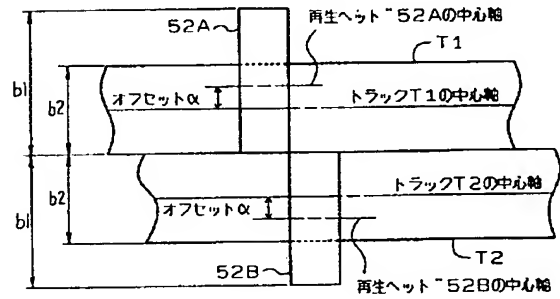 52A
再生ヘッド52Aの中心軸
T1
b1
b2
オフセットα
トラックT1の中心軸
b2
トラックT2の中心軸
オフセットα
b1
T2
52B
再生ヘッド52Bの中心軸